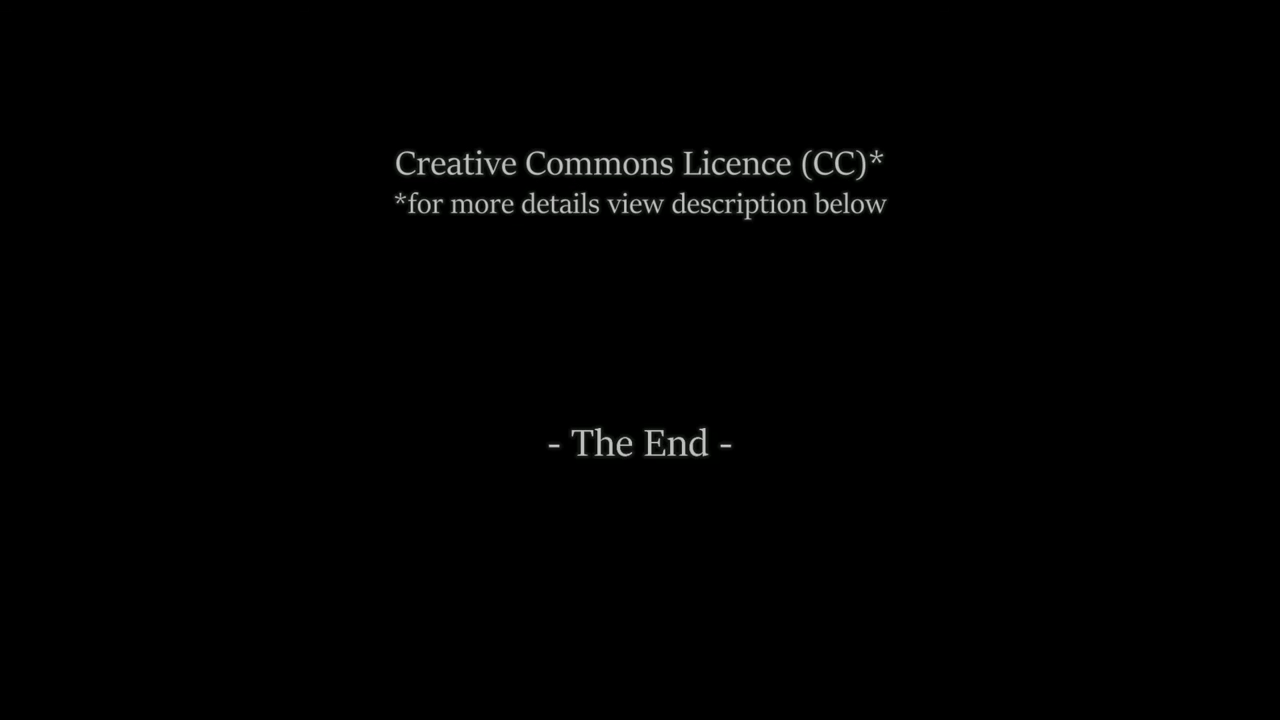 Creative Commons Licence (CC)*
*for more details view description below
- The End -